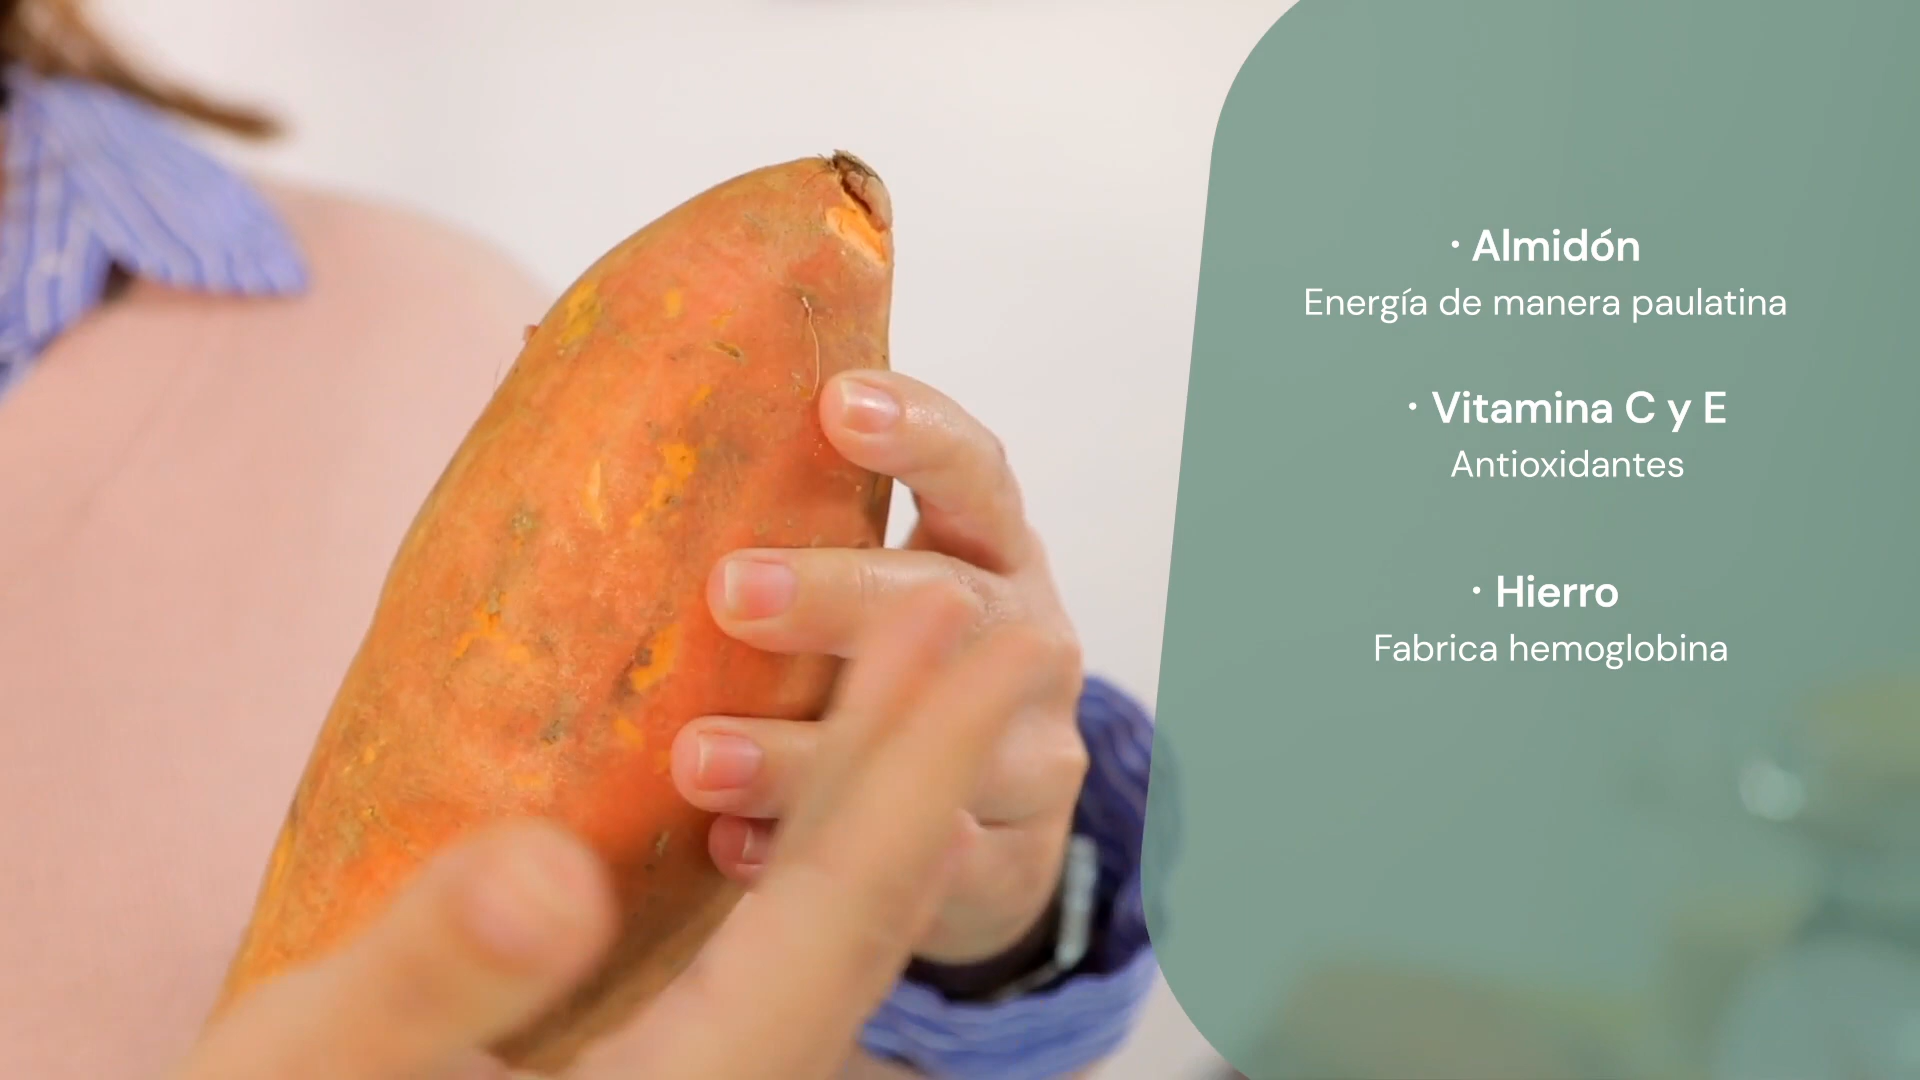 · Almidón
Energía de manera paulatina
· Vitamina C y E
Antioxidantes
· Hierro
Fabrica hemoglobina